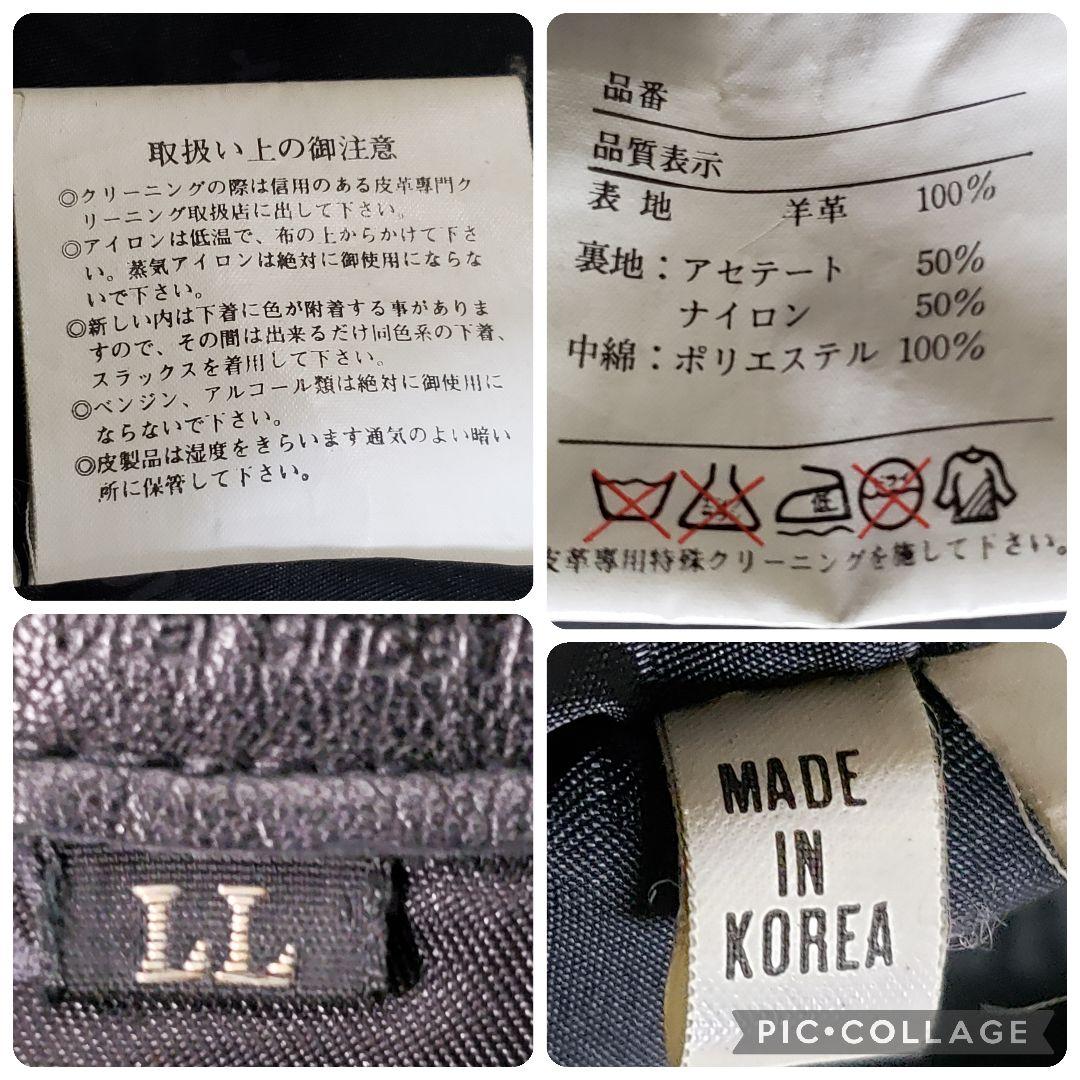 取扱い上の御注意
◎クリーニングの際は信用のある皮革専門ク
リーニング取扱店に出して下さい。
◎アイロンは低温で、布の上からかけて下さ
い。蒸気アイロンは絶対に御使用にならな
いで下さい。
◎新しい内は下着に色が附着する事がありま
すので、その間は出来るだけ同色系の下着、
スラックスを着用して下さい。
◎ベンジン、アルコール類は絶対に御使用に
ならないで下さい。
◎皮製品は湿度をきらいます通気のよい暗い
所に保管して下さい。
品番
品質表示
表地 羊革 100%
裏地：アセテート 50%
ナイロン 50%
中綿：ポリエステル 100%
低
皮革専用特殊クリーニングを施して下さい。
LL
MADE
IN
KOREA
PIC•COLLAGE